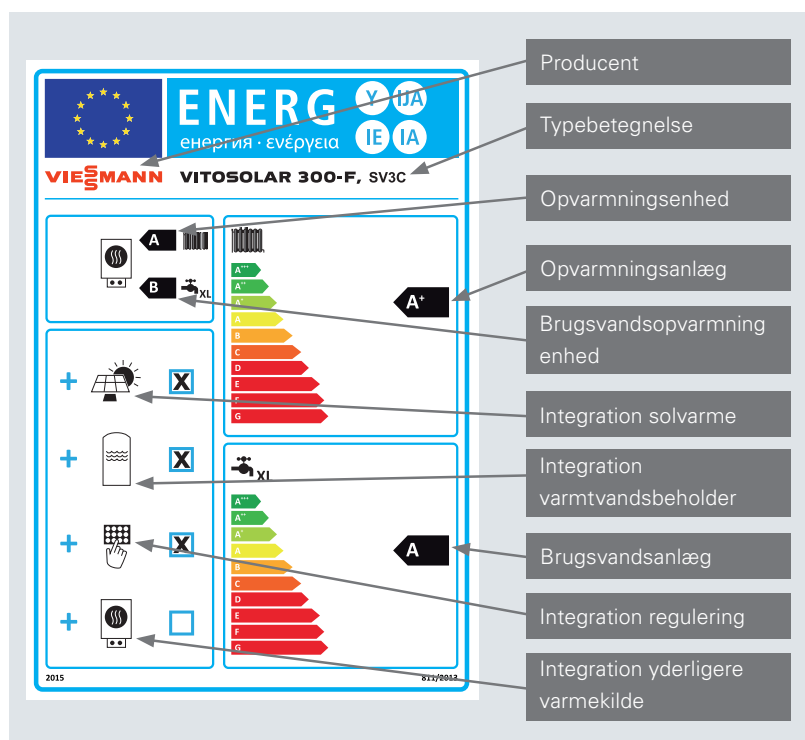 ENERG
Y
IJA
IE
IA
енергия · ενέργεια
VIESSMANN
VITOSOLAR 300-F, SV3C
A
B
XL
A+++
A++
A+
A
B
C
D
E
F
G
A+
+
X
+
X
+
X
+
XL
A+++
A++
A+
A
B
C
D
E
F
G
A
2015
811/2013
Producent
Typebetegnelse
Opvarmningsenhed
Opvarmningsanlæg
Brugsvandsopvarmning
enhed
Integration solvarme
Integration
varmtvandsbeholder
Brugsvandsanlæg
Integration regulering
Integration yderligere
varmekilde